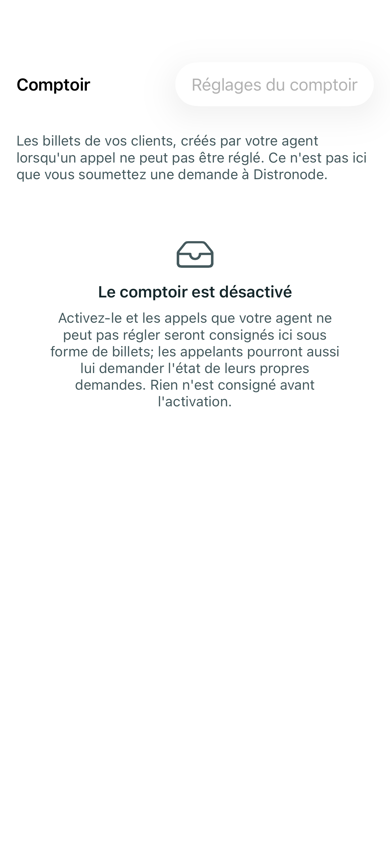 Comptoir
Réglages du comptoir
Les billets de vos clients, créés par votre agent
lorsqu'un appel ne peut pas être réglé. Ce n'est pas ici
que vous soumettez une demande à Distronode.
Le comptoir est désactivé
Activez-le et les appels que votre agent ne
peut pas régler seront consignés ici sous
forme de billets; les appelants pourront aussi
lui demander l'état de leurs propres
demandes. Rien n'est consigné avant
l'activation.